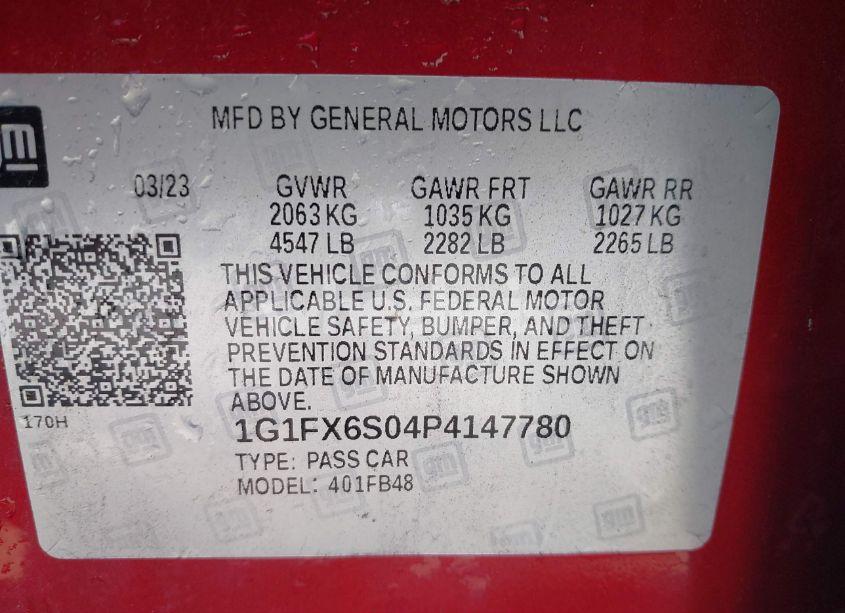 gm
MFD BY GENERAL MOTORS LLC
03/23 GVWR GAWR FRT GAWR RR
2063 KG 1035 KG 1027 KG
4547 LB 2282 LB 2265 LB
THIS VEHICLE CONFORMS TO ALL
APPLICABLE U.S. FEDERAL MOTOR
VEHICLE SAFETY, BUMPER, AND THEFT
PREVENTION STANDARDS IN EFFECT ON
THE DATE OF MANUFACTURE SHOWN
ABOVE.
170H
1G1FX6S04P4147780
TYPE: PASS CAR
MODEL: 401FB48